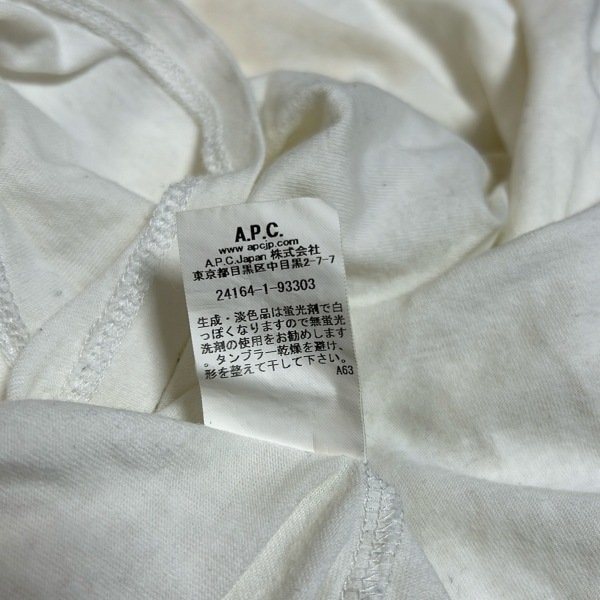 A.P.C.
www.apcjp.com
A.P.C.Japan 株式会社
東京都目黒区中目黒2-7-7
24164-1-93303
生成・淡色品は蛍光剤で白
っぽくなりますので無蛍光
洗剤の使用をお勧めします
。タンブラー乾燥を避け、
形を整えて干して下さい。
A63